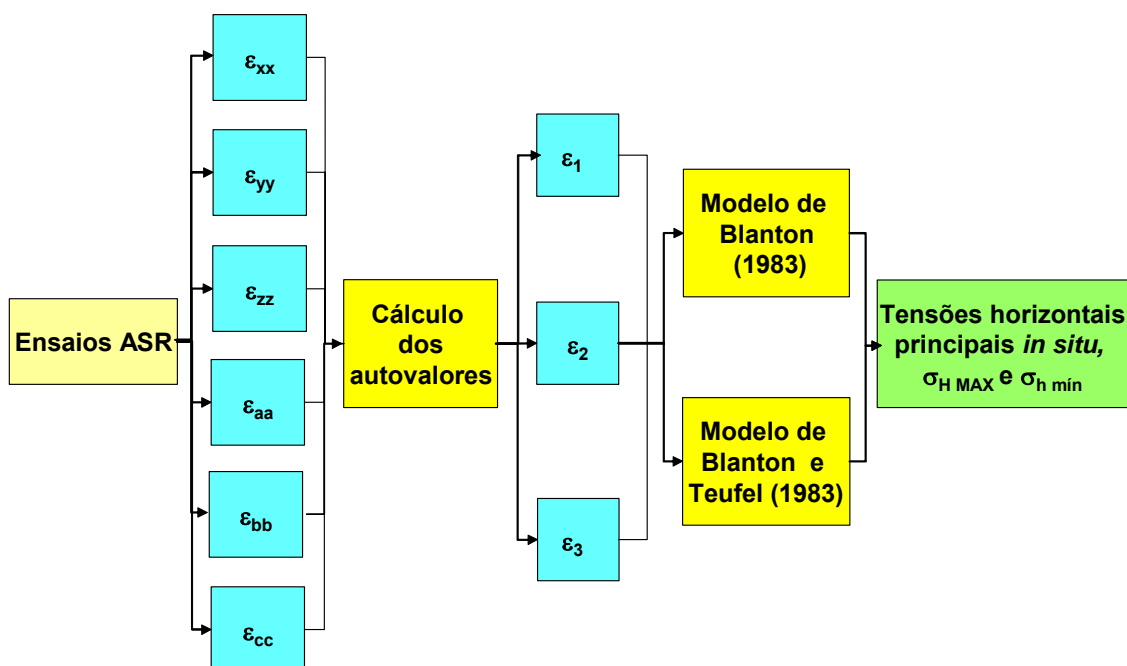 Ensaios ASR
εxx
εyy
εzz
εaa
εbb
εcc
Cálculo
dos
autovalores
ε1
ε2
ε3
Modelo de
Blanton
(1983)
Modelo de
Blanton e
Teufel (1983)
Tensões horizontais
principais in situ,
σH MAX e σh mín